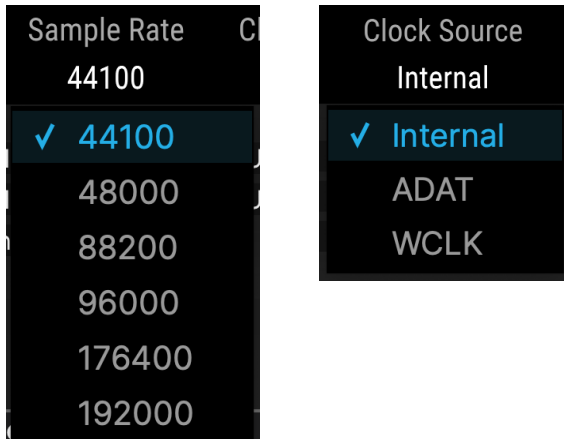 Sample Rate
44100
✓ 44100
48000
88200
96000
176400
192000
Clock Source
Internal
✓ Internal
ADAT
WCLK